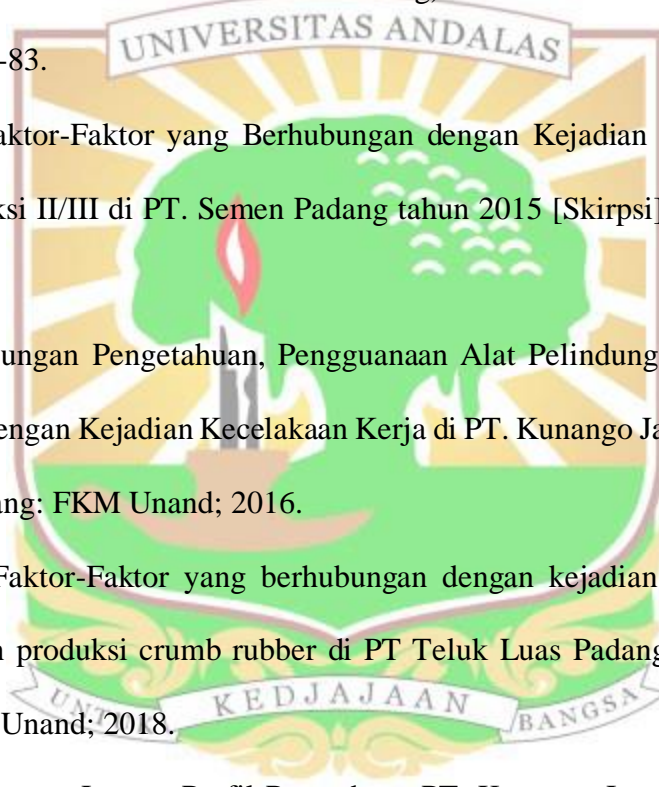 UNIVERSITAS ANDALAS
-83.
aktor-Faktor yang Berhubungan dengan Kejadian
ksi II/III di PT. Semen Padang tahun 2015 [Skirpsi]
ungan Pengetahuan, Pengguanaan Alat Pelindung
engan Kejadian Kecelakaan Kerja di PT. Kunango Ja
ang: FKM Unand; 2016.
Faktor-Faktor yang berhubungan dengan kejadian
n produksi crumb rubber di PT Teluk Luas Padang
UNTUK KEDJAJAAN BANGSA
Unand; 2018.